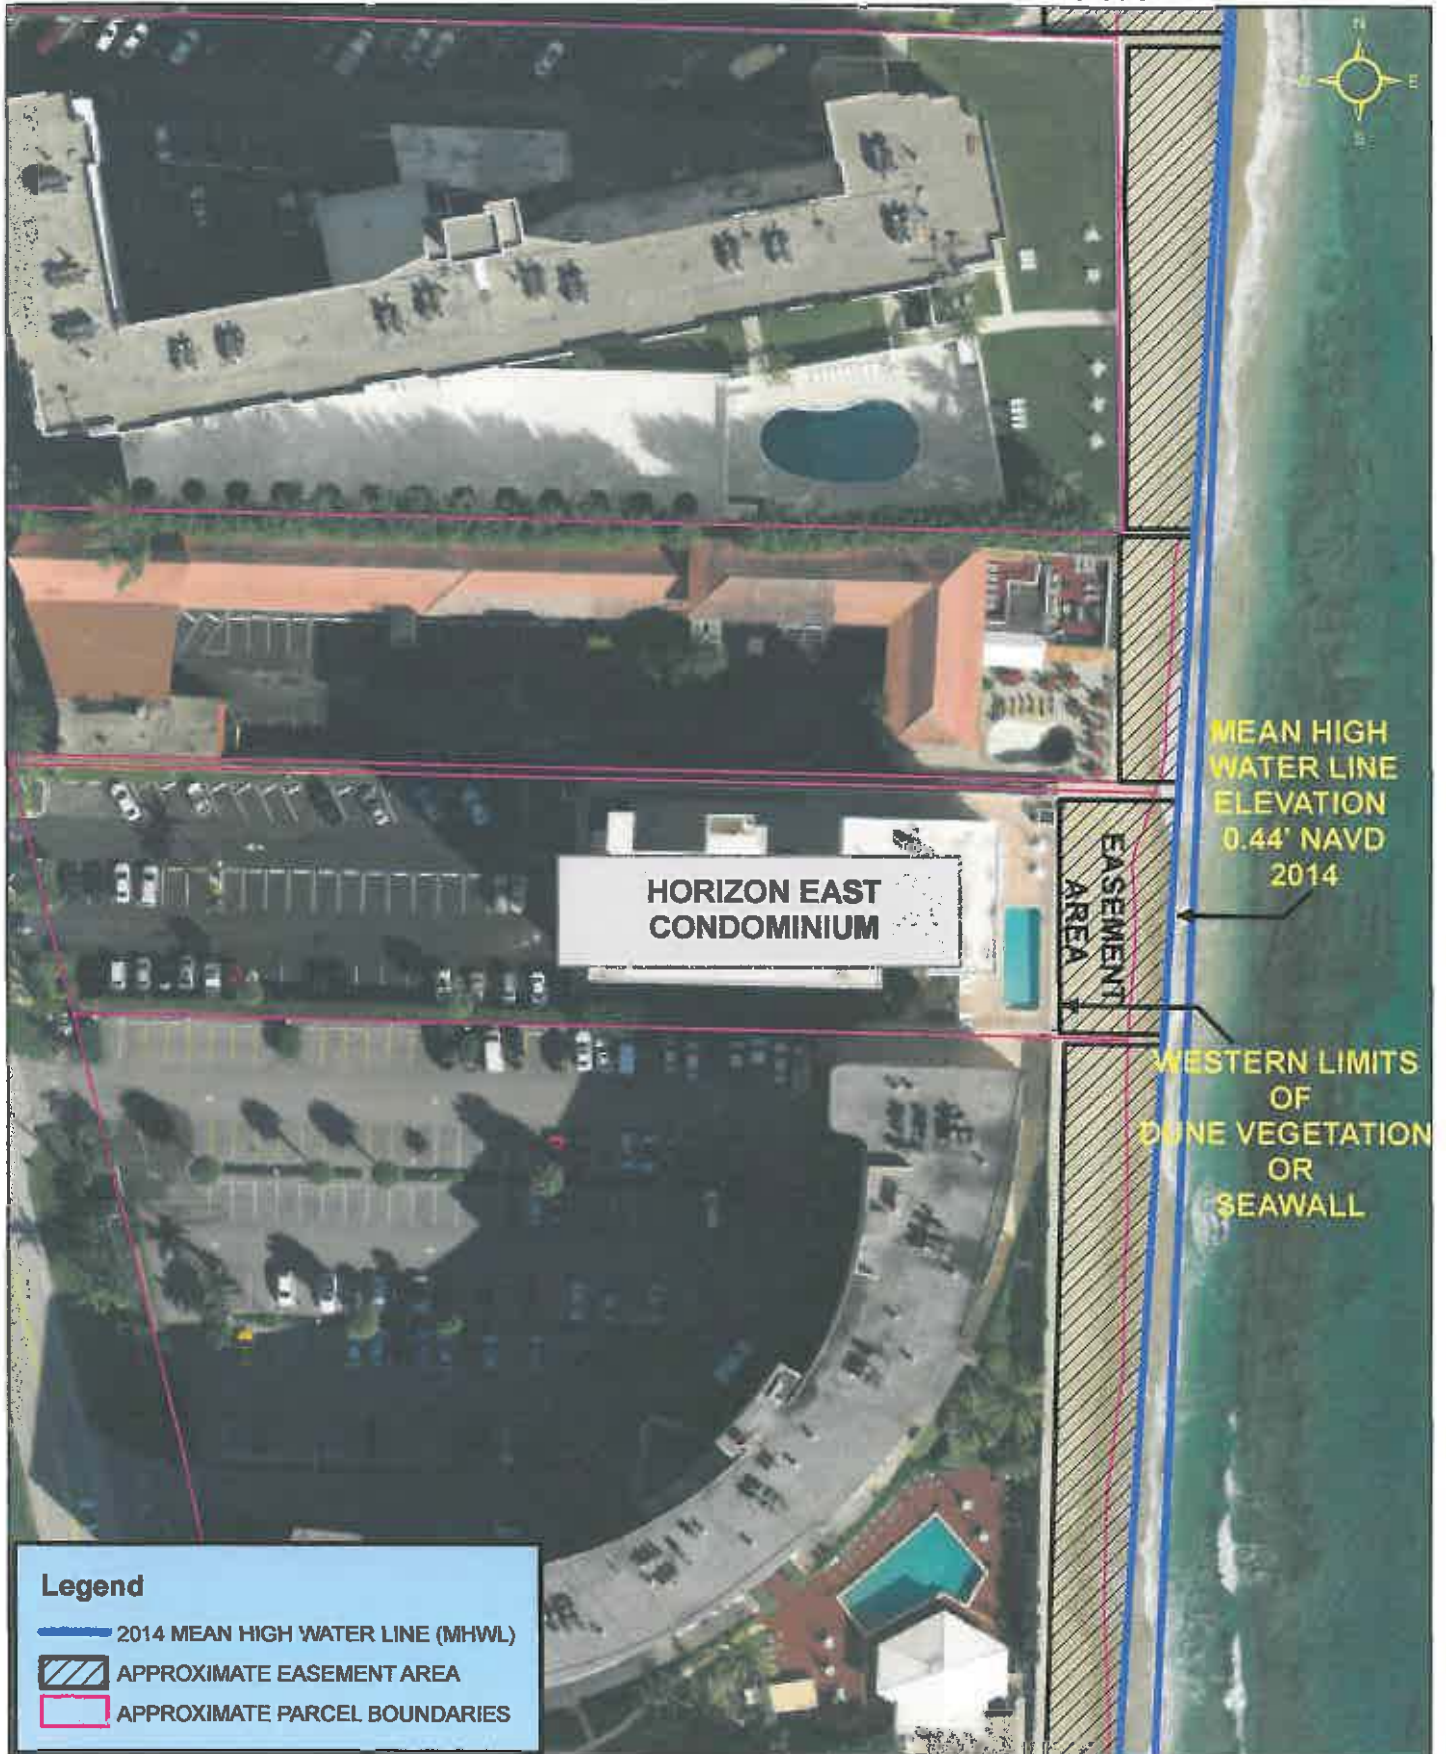 N
E
S
MEAN HIGH
WATER LINE
ELEVATION
0.44' NAVD
2014
HORIZON EAST
CONDOMINIUM
EASEMENT
AREA
WESTERN LIMITS
OF
DUNE VEGETATION
OR
SEAWALL
Legend
2014 MEAN HIGH WATER LINE (MHWL)
APPROXIMATE EASEMENT AREA
APPROXIMATE PARCEL BOUNDARIES